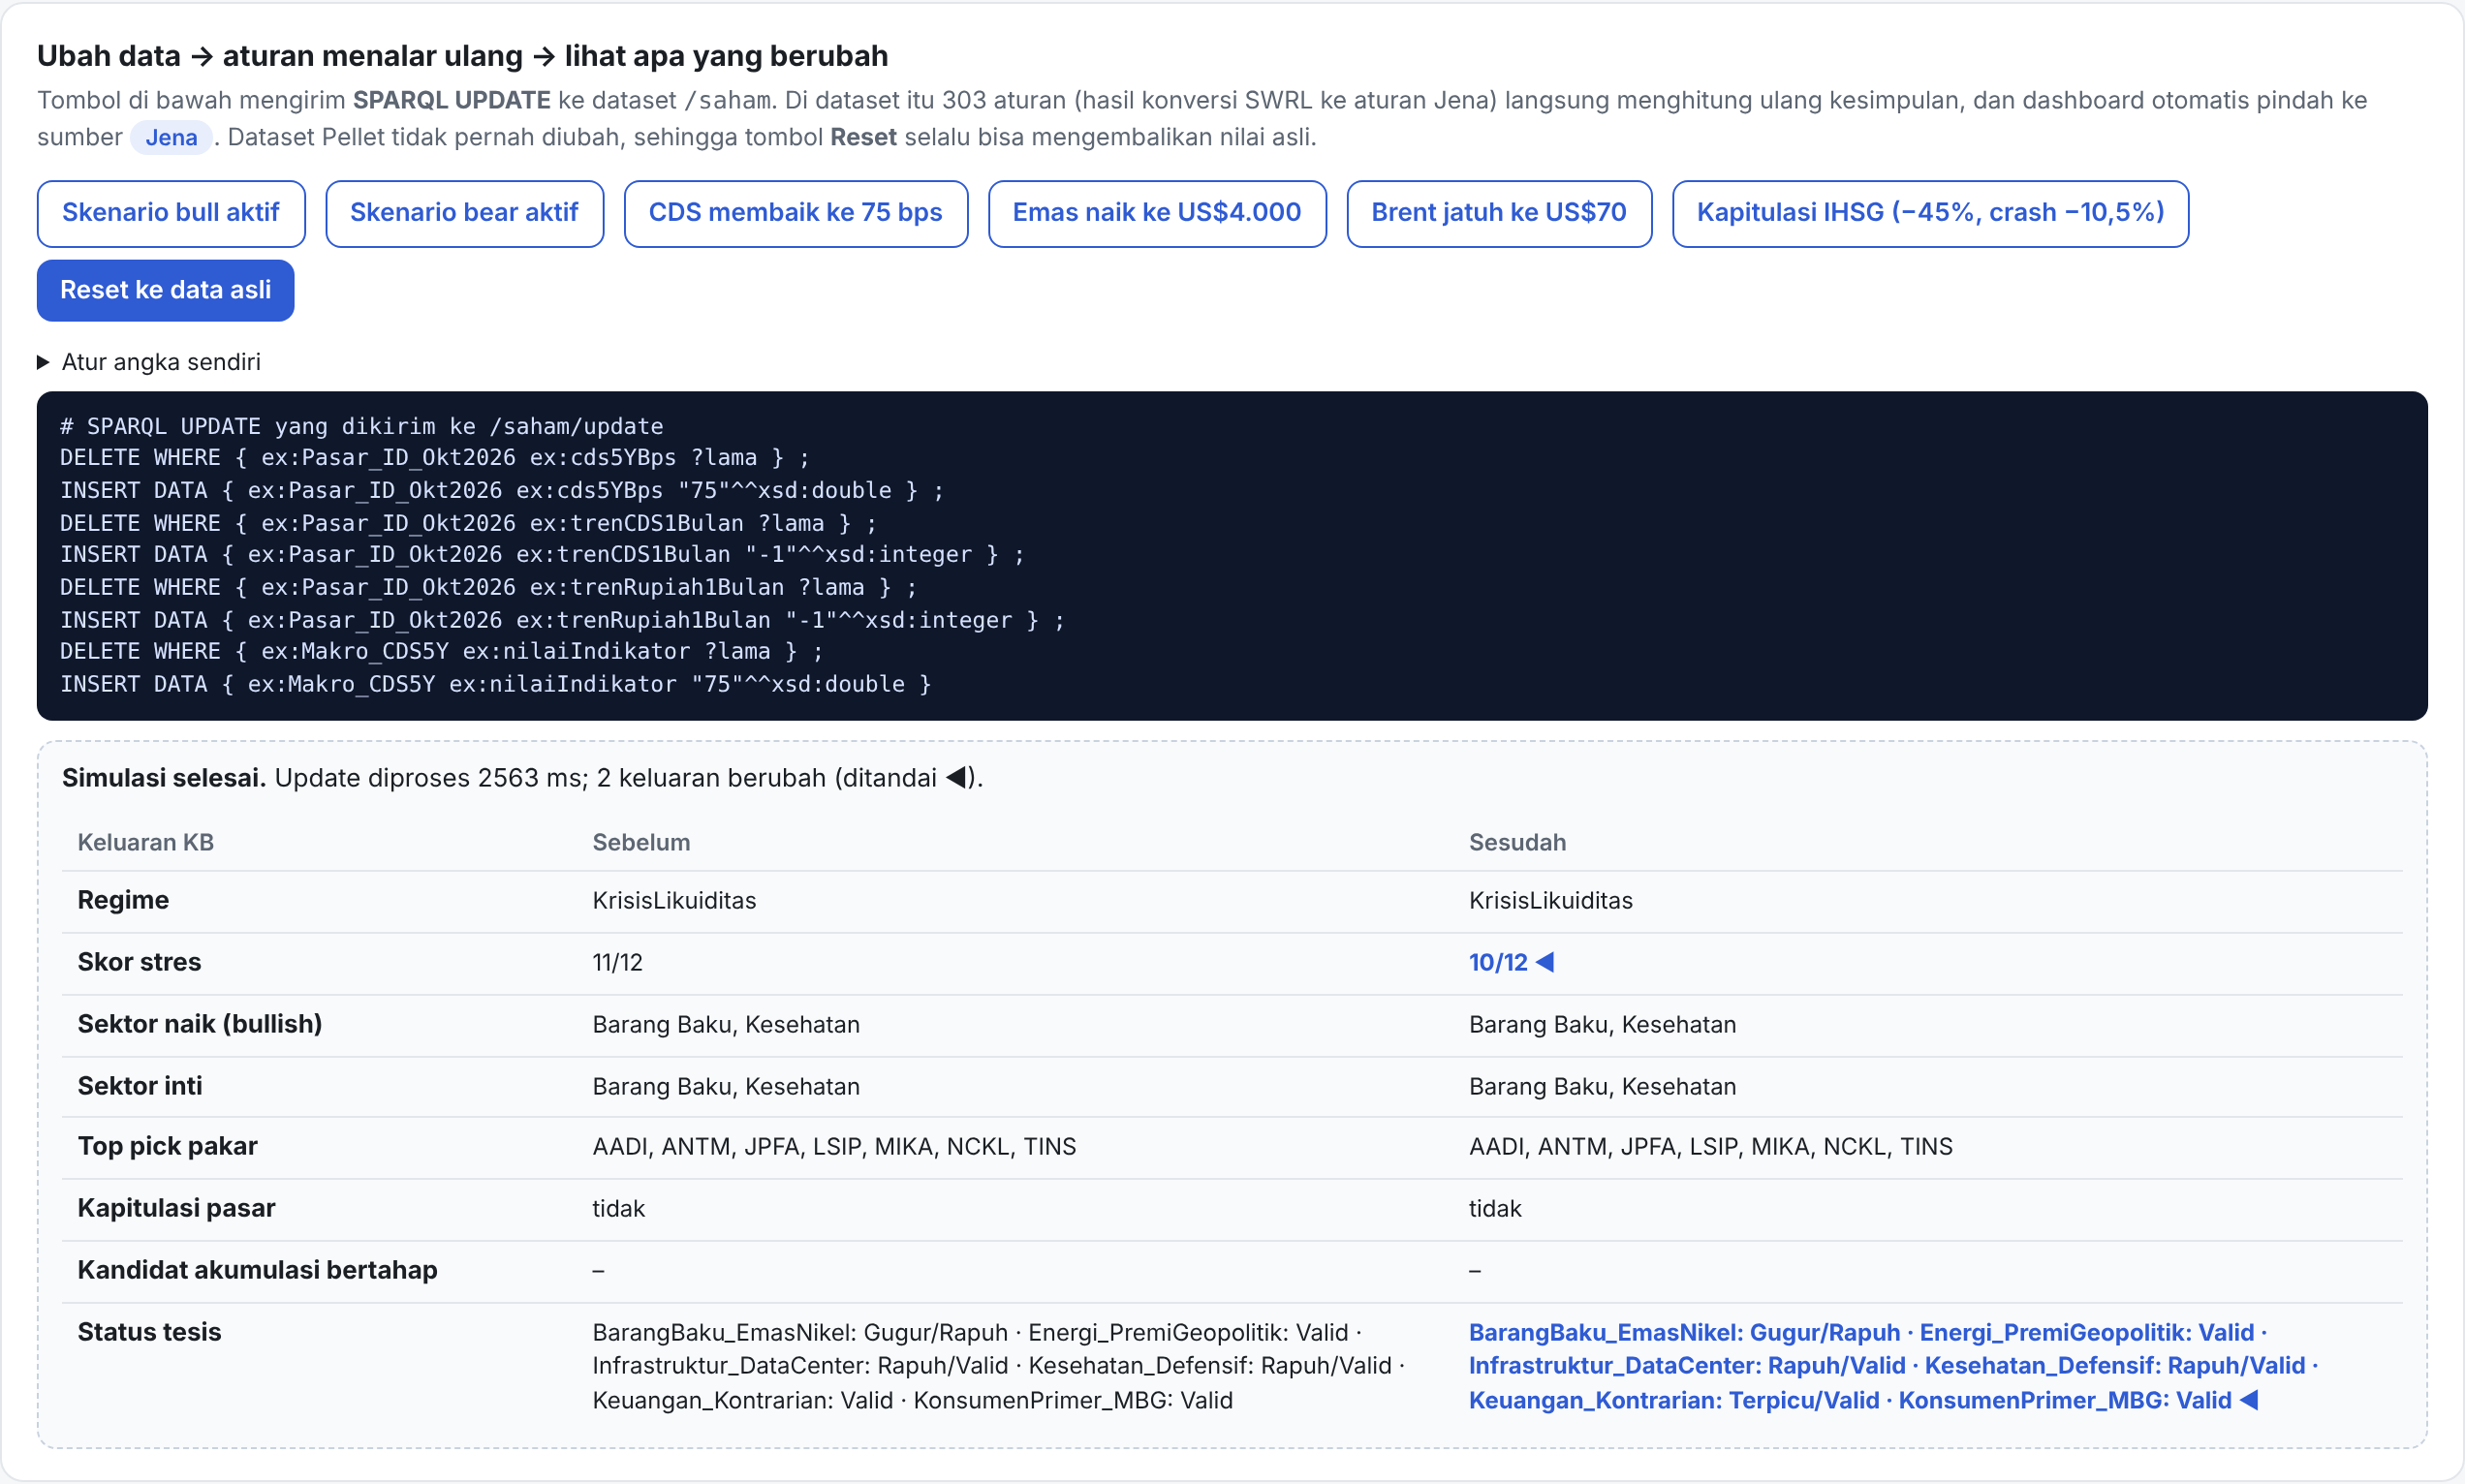 Ubah data → aturan menalar ulang → lihat apa yang berubah
Tombol di bawah mengirim SPARQL UPDATE ke dataset /saham. Di dataset itu 303 aturan (hasil konversi SWRL ke aturan Jena) langsung menghitung ulang kesimpulan, dan dashboard otomatis pindah ke
sumber Jena . Dataset Pellet tidak pernah diubah, sehingga tombol Reset selalu bisa mengembalikan nilai asli.
Skenario bull aktif
Skenario bear aktif
CDS membaik ke 75 bps
Emas naik ke US$4.000
Brent jatuh ke US$70
Kapitulasi IHSG (−45%, crash −10,5%)
Reset ke data asli
▶ Atur angka sendiri
# SPARQL UPDATE yang dikirim ke /saham/update
DELETE WHERE { ex:Pasar_ID_Okt2026 ex:cds5YBps ?lama } ;
INSERT DATA { ex:Pasar_ID_Okt2026 ex:cds5YBps "75"^^xsd:double } ;
DELETE WHERE { ex:Pasar_ID_Okt2026 ex:trenCDS1Bulan ?lama } ;
INSERT DATA { ex:Pasar_ID_Okt2026 ex:trenCDS1Bulan "-1"^^xsd:integer } ;
DELETE WHERE { ex:Pasar_ID_Okt2026 ex:trenRupiah1Bulan ?lama } ;
INSERT DATA { ex:Pasar_ID_Okt2026 ex:trenRupiah1Bulan "-1"^^xsd:integer } ;
DELETE WHERE { ex:Makro_CDS5Y ex:nilaiIndikator ?lama } ;
INSERT DATA { ex:Makro_CDS5Y ex:nilaiIndikator "75"^^xsd:double }
Simulasi selesai. Update diproses 2563 ms; 2 keluaran berubah (ditandai ◀).
Keluaran KB Sebelum Sesudah
Regime KrisisLikuiditas KrisisLikuiditas
Skor stres 11/12 10/12 ◀
Sektor naik (bullish) Barang Baku, Kesehatan Barang Baku, Kesehatan
Sektor inti Barang Baku, Kesehatan Barang Baku, Kesehatan
Top pick pakar AADI, ANTM, JPFA, LSIP, MIKA, NCKL, TINS AADI, ANTM, JPFA, LSIP, MIKA, NCKL, TINS
Kapitulasi pasar tidak tidak
Kandidat akumulasi bertahap – –
Status tesis
BarangBaku_EmasNikel: Gugur/Rapuh · Energi_PremiGeopolitik: Valid ·
Infrastruktur_DataCenter: Rapuh/Valid · Kesehatan_Defensif: Rapuh/Valid ·
Keuangan_Kontrarian: Valid · KonsumenPrimer_MBG: Valid
BarangBaku_EmasNikel: Gugur/Rapuh · Energi_PremiGeopolitik: Valid ·
Infrastruktur_DataCenter: Rapuh/Valid · Kesehatan_Defensif: Rapuh/Valid ·
Keuangan_Kontrarian: Terpicu/Valid · KonsumenPrimer_MBG: Valid ◀